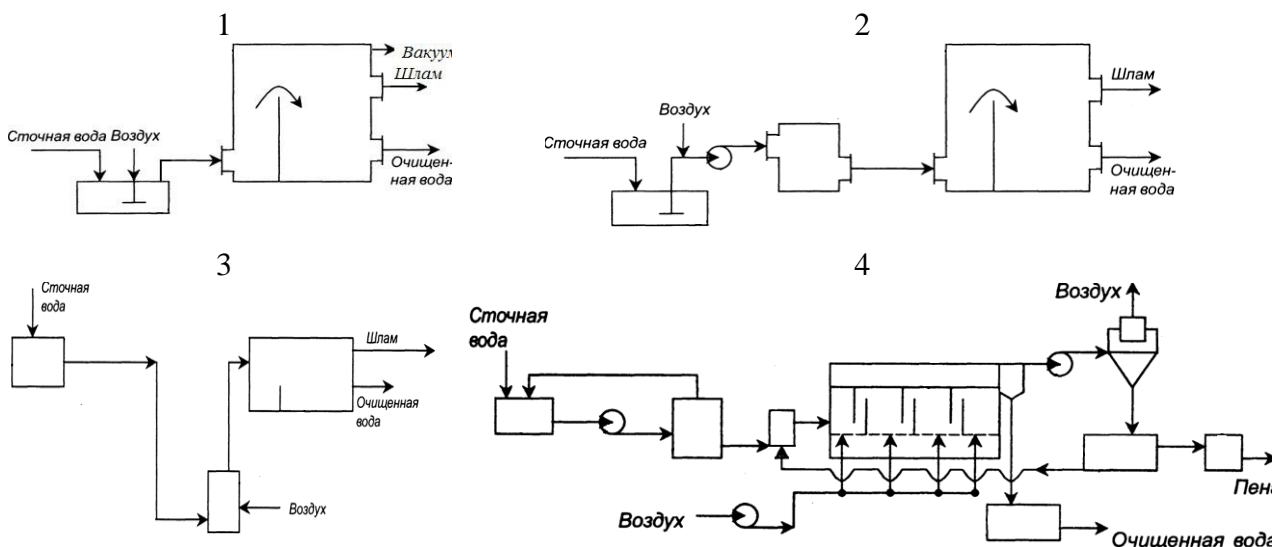 1
Вакуум
Шлам
Сточная вода Воздух
Очищен-
ная вода
2
Шлам
Воздух
Сточная вода
Очищен-
ная вода
3
Сточная
вода
Шлам
Очищенная
вода
Воздух
4
Воздух
Сточная
вода
Воздух
Пена
Очищенная вода